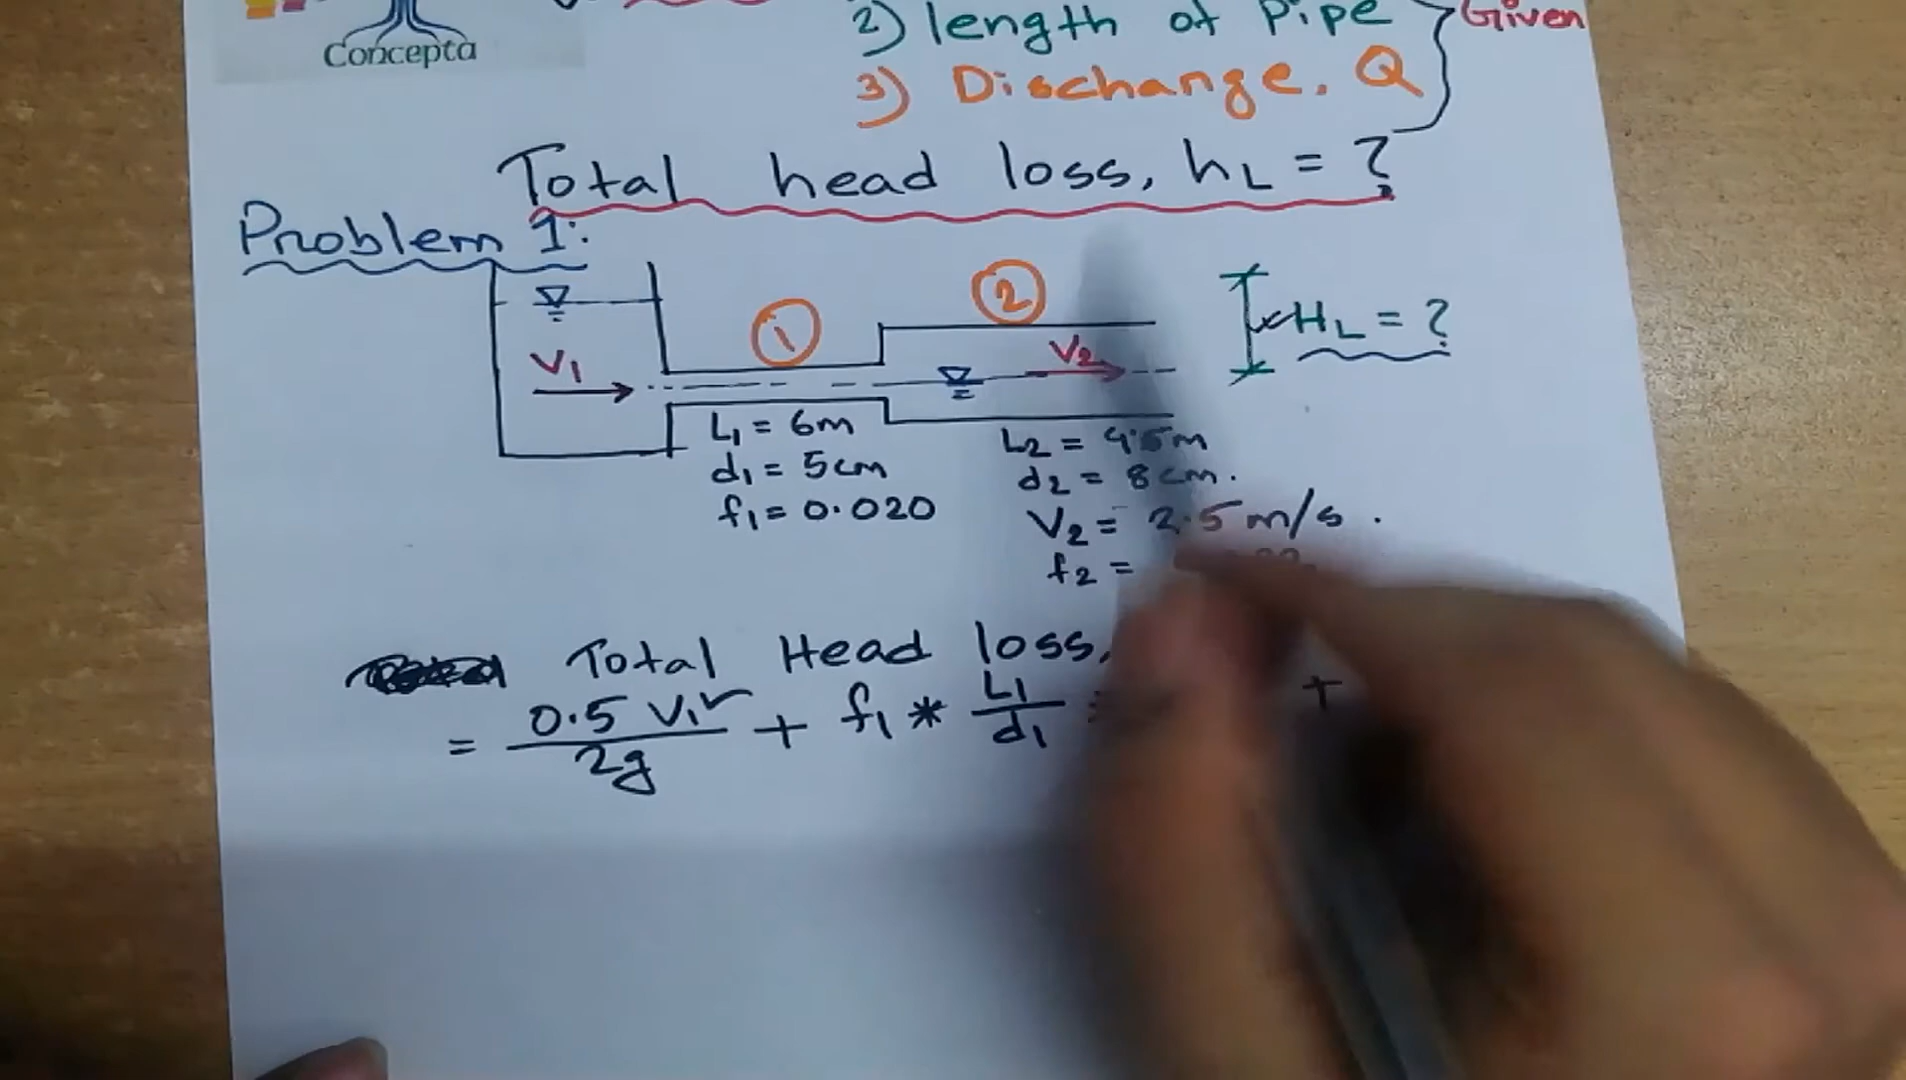 Concepta
2) length of Pipe
Given
3) Discharge, Q
Total head loss, hL = ?
Problem 1:
1
2
HL = ?
V1
V2
L1 = 6m
d1 = 5cm
f1 = 0.020
L2 = 4.5m
d2 = 8cm.
V2 = 2.5 m/s.
f2 =
Total Head loss,
= 0.5 V1² / 2g + f1 * L1 / d1 +